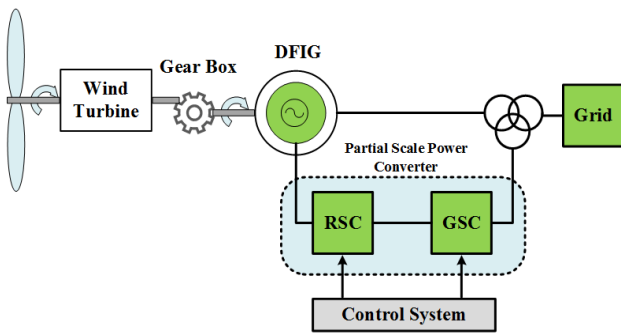 DFIG
Gear Box
Wind
Turbine
Grid
Partial Scale Power
Converter
RSC
GSC
Control System